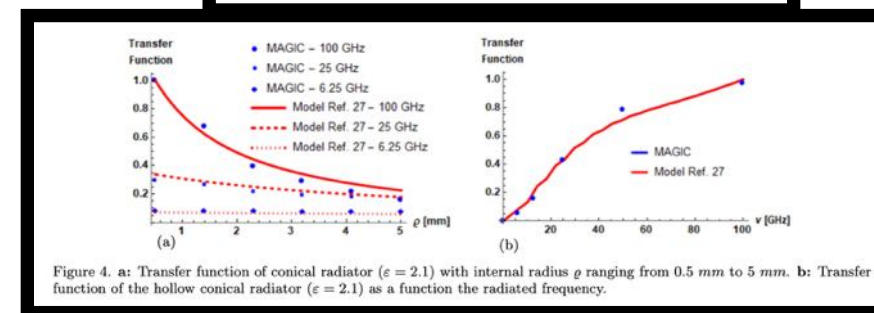 Transfer
Function
1.0
0.8
0.6
0.4
0.2
1
2
3
4
5
ϱ [mm]
MAGIC – 100 GHz
MAGIC – 25 GHz
MAGIC – 6.25 GHz
Model Ref. 27 – 100 GHz
Model Ref. 27 – 25 GHz
Model Ref. 27 – 6.25 GHz
(a)
Transfer
Function
1.0
0.8
0.6
0.4
0.2
20
40
60
80
100
ν [GHz]
MAGIC
Model Ref. 27
(b)
Figure 4. a: Transfer function of conical radiator (ε = 2.1) with internal radius ϱ ranging from 0.5 mm to 5 mm. b: Transfer
function of the hollow conical radiator (ε = 2.1) as a function the radiated frequency.